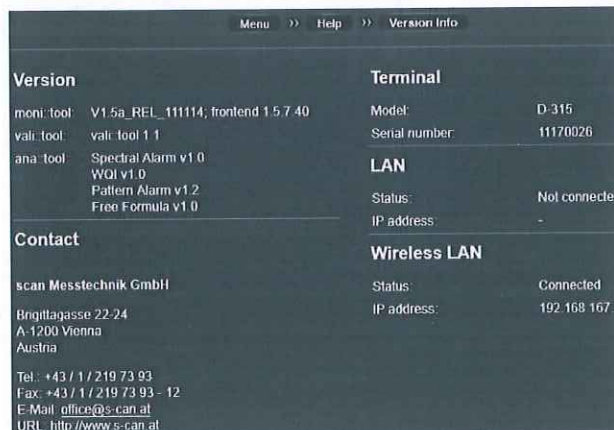 Menu >> Help >> Version Info
Version
moni::tool: V1.5a_REL_111114; frontend 1.5.7.40
vali::tool: vali::tool 1.1
ana::tool: Spectral Alarm v1.0
WQI v1.0
Pattern Alarm v1.2
Free Formula v1.0
Contact
scan Messtechnik GmbH
Brigittagasse 22-24
A-1200 Vienna
Austria
Tel.: +43 / 1 / 219 73 93
Fax: +43 / 1 / 219 73 93 - 12
E-Mail: office@s-can.at
URL: http://www.s-can.at
Terminal
Model: D-315
Serial number: 11170026
LAN
Status: Not connecte
IP address: -
Wireless LAN
Status: Connected
IP address: 192.168.167.